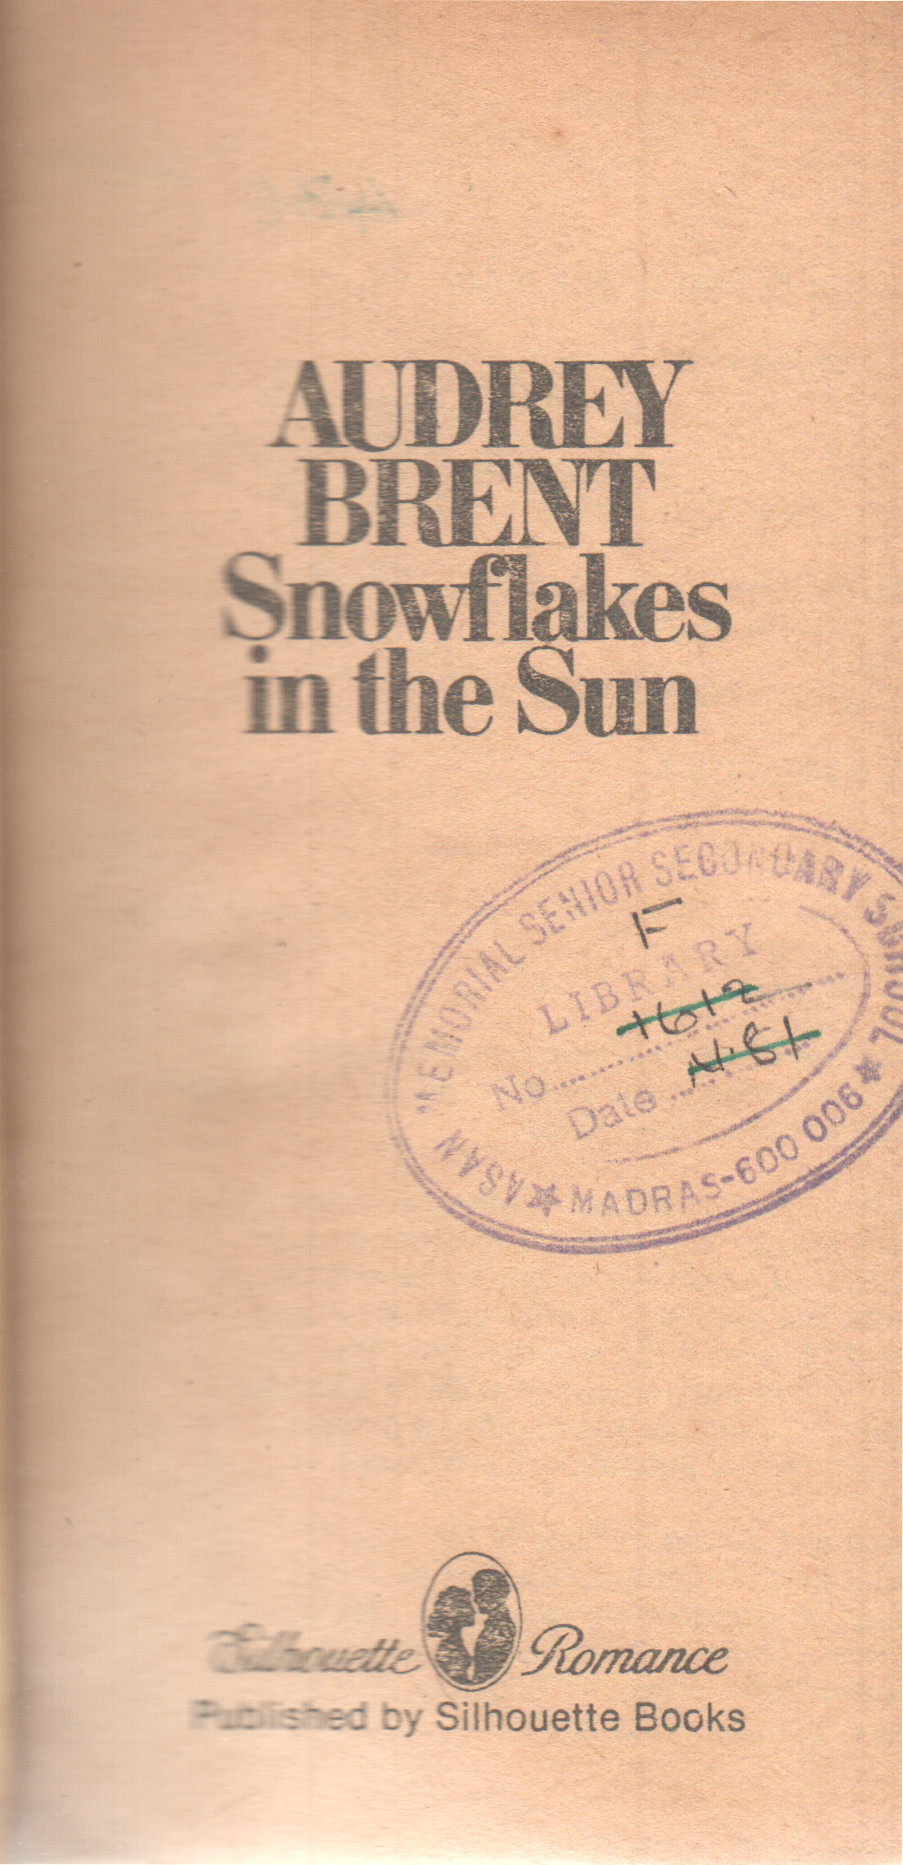 AUDREY
BRENT
Snowflakes
in the Sun
ASAN MEMORIAL SENIOR SECONDARY SCHOOL
F
LIBRARY
No. 1612
Date
MADRAS-600 006
Silhouette Romance
Published by Silhouette Books